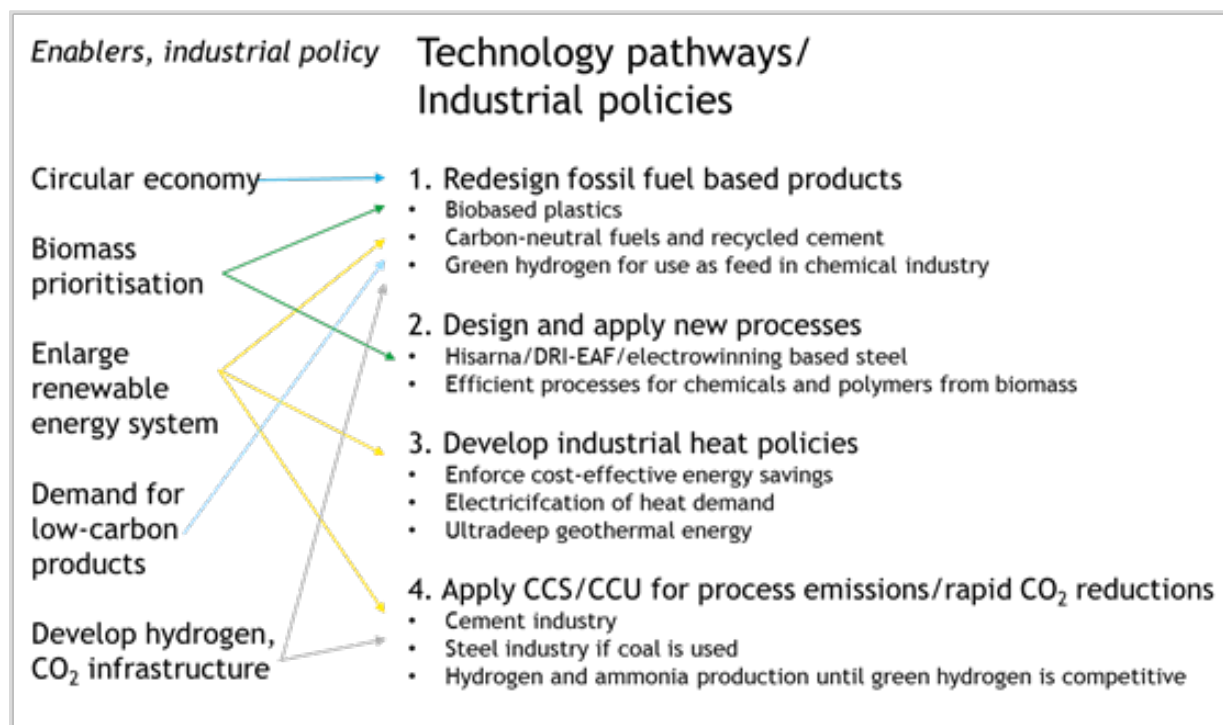 Enablers, industrial policy
Technology pathways/
Industrial policies
Circular economy
Biomass
prioritisation
Enlarge
renewable
energy system
Demand for
low-carbon
products
Develop hydrogen,
CO₂ infrastructure
1. Redesign fossil fuel based products
• Biobased plastics
• Carbon-neutral fuels and recycled cement
• Green hydrogen for use as feed in chemical industry
2. Design and apply new processes
• Hisarna/DRI-EAF/electrowinning based steel
• Efficient processes for chemicals and polymers from biomass
3. Develop industrial heat policies
• Enforce cost-effective energy savings
• Electricifcation of heat demand
• Ultradeep geothermal energy
4. Apply CCS/CCU for process emissions/rapid CO₂ reductions
• Cement industry
• Steel industry if coal is used
• Hydrogen and ammonia production until green hydrogen is competitive